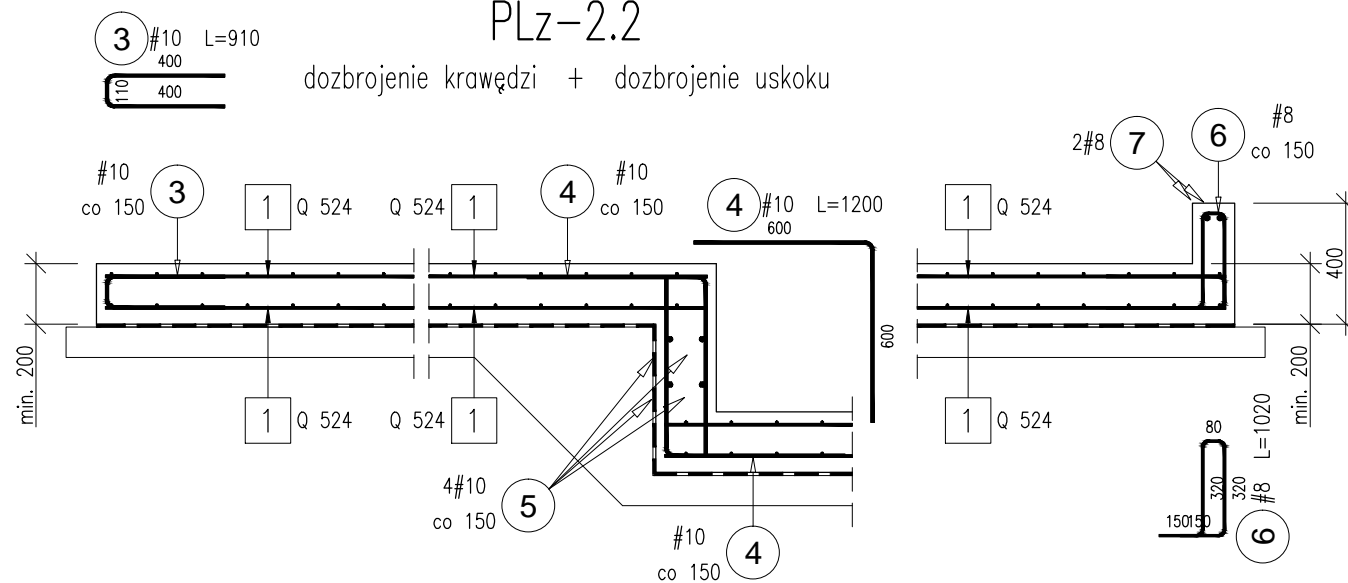 PLz-2.2
dozbrojenie krawędzi + dozbrojenie uskoku
3 #10 L=910
400
110
400
#10
co 150
3
1 Q 524
Q 524 1
4
#10
co 150
4 #10 L=1200
600
600
1 Q 524
2#8 7
6
#8
co 150
400
min. 200
min. 200
1 Q 524
Q 524 1
1 Q 524
4#10
co 150
5
#10
co 150
4
80
320
320
150 150
6 #8 L=1020